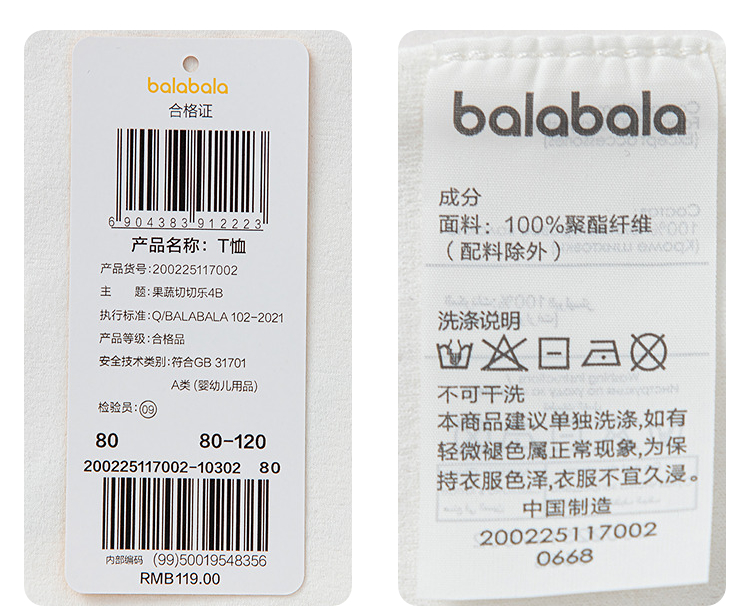 balabala
合格证
6 904383 912223
产品名称：T恤
产品货号:200225117002
主 题:果蔬切切乐4B
执行标准:Q/BALABALA 102-2021
产品等级:合格品
安全技术类别:符合GB 31701
A类 (婴幼儿用品)
检验员: 09
80 80-120
200225117002-10302 80
内部编码 (99)50019548356
RMB119.00
balabala
成分
面料：100%聚酯纤维
（配料除外）
洗涤说明
不可干洗
本商品建议单独洗涤,如有
轻微褪色属正常现象,为保
持衣服色泽,衣服不宜久浸。
中国制造
200225117002
0668